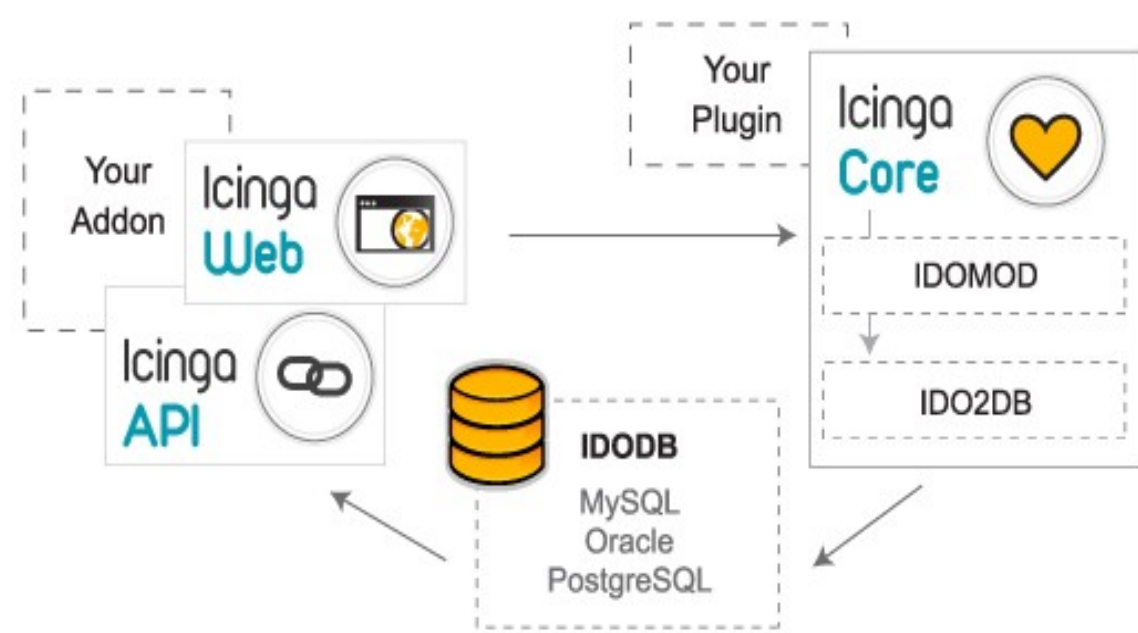 Your
Addon
Icinga
Web
Icinga
API
Your
Plugin
Icinga
Core
IDOMOD
IDO2DB
IDODB
MySQL
Oracle
PostgreSQL